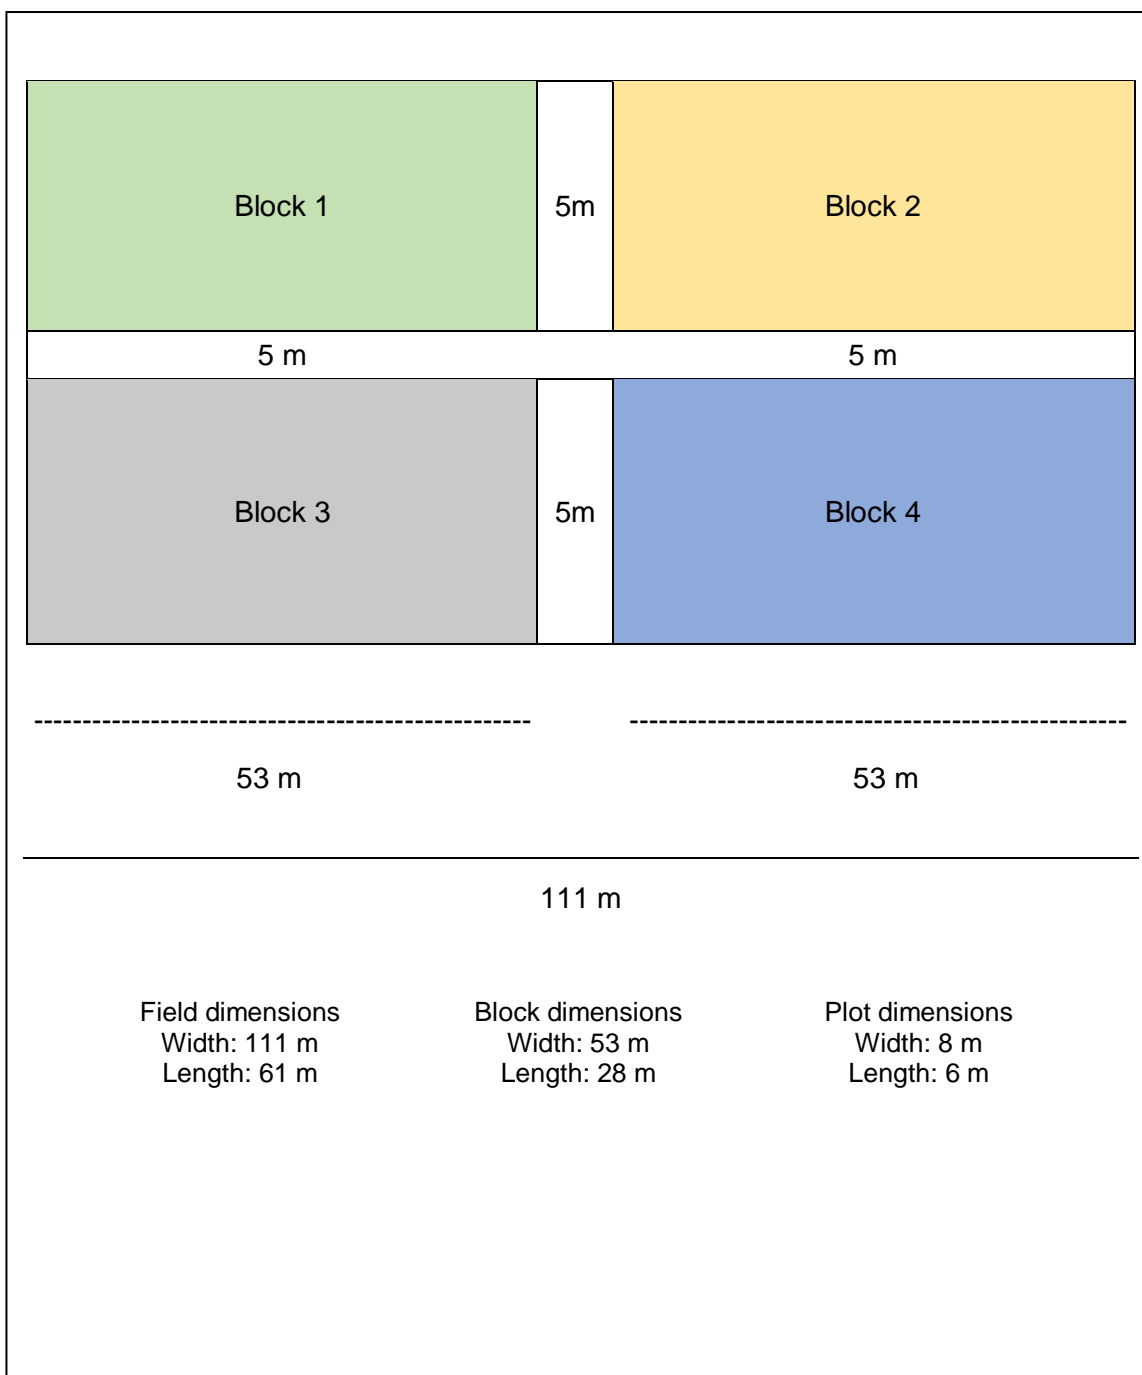 Block 1
5m
Block 2
5 m
5 m
Block 3
5m
Block 4
53 m
53 m
111 m
Field dimensions
Width: 111 m
Length: 61 m
Block dimensions
Width: 53 m
Length: 28 m
Plot dimensions
Width: 8 m
Length: 6 m